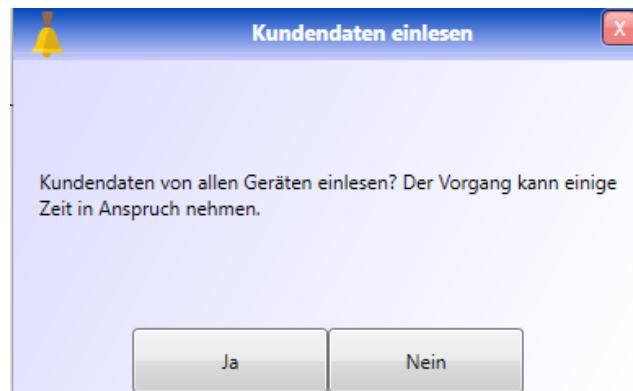 Kundendaten einlesen
X
Kundendaten von allen Geräten einlesen? Der Vorgang kann einige
Zeit in Anspruch nehmen.
Ja
Nein